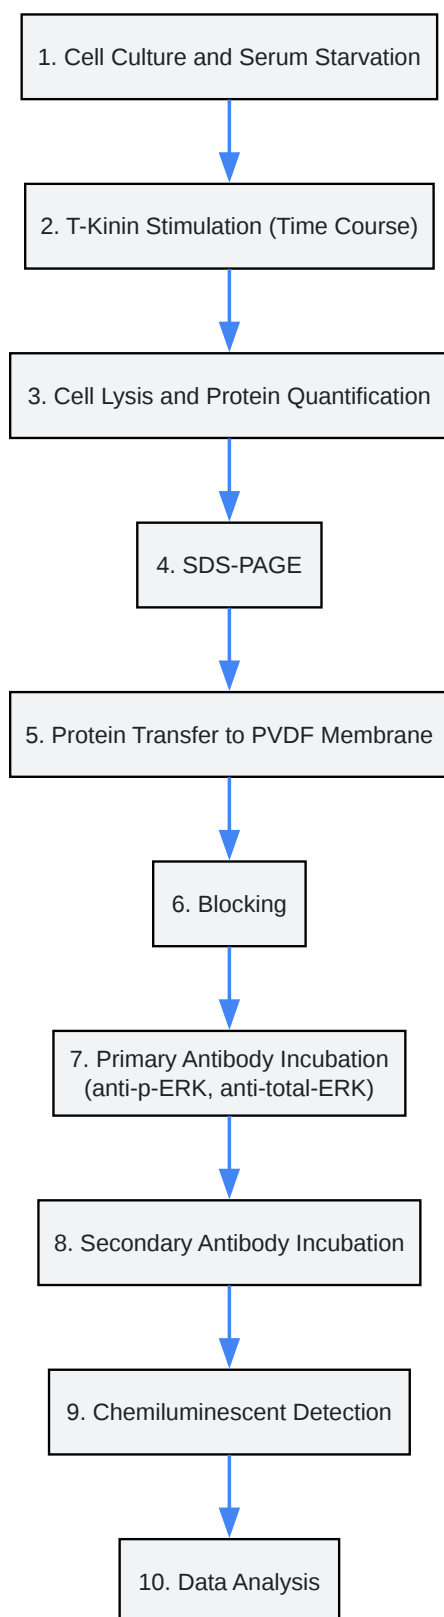 1. Cell Culture and Serum Starvation
2. T-Kinin Stimulation (Time Course)
3. Cell Lysis and Protein Quantification
4. SDS-PAGE
5. Protein Transfer to PVDF Membrane
6. Blocking
7. Primary Antibody Incubation
(anti-p-ERK, anti-total-ERK)
8. Secondary Antibody Incubation
9. Chemiluminescent Detection
10. Data Analysis